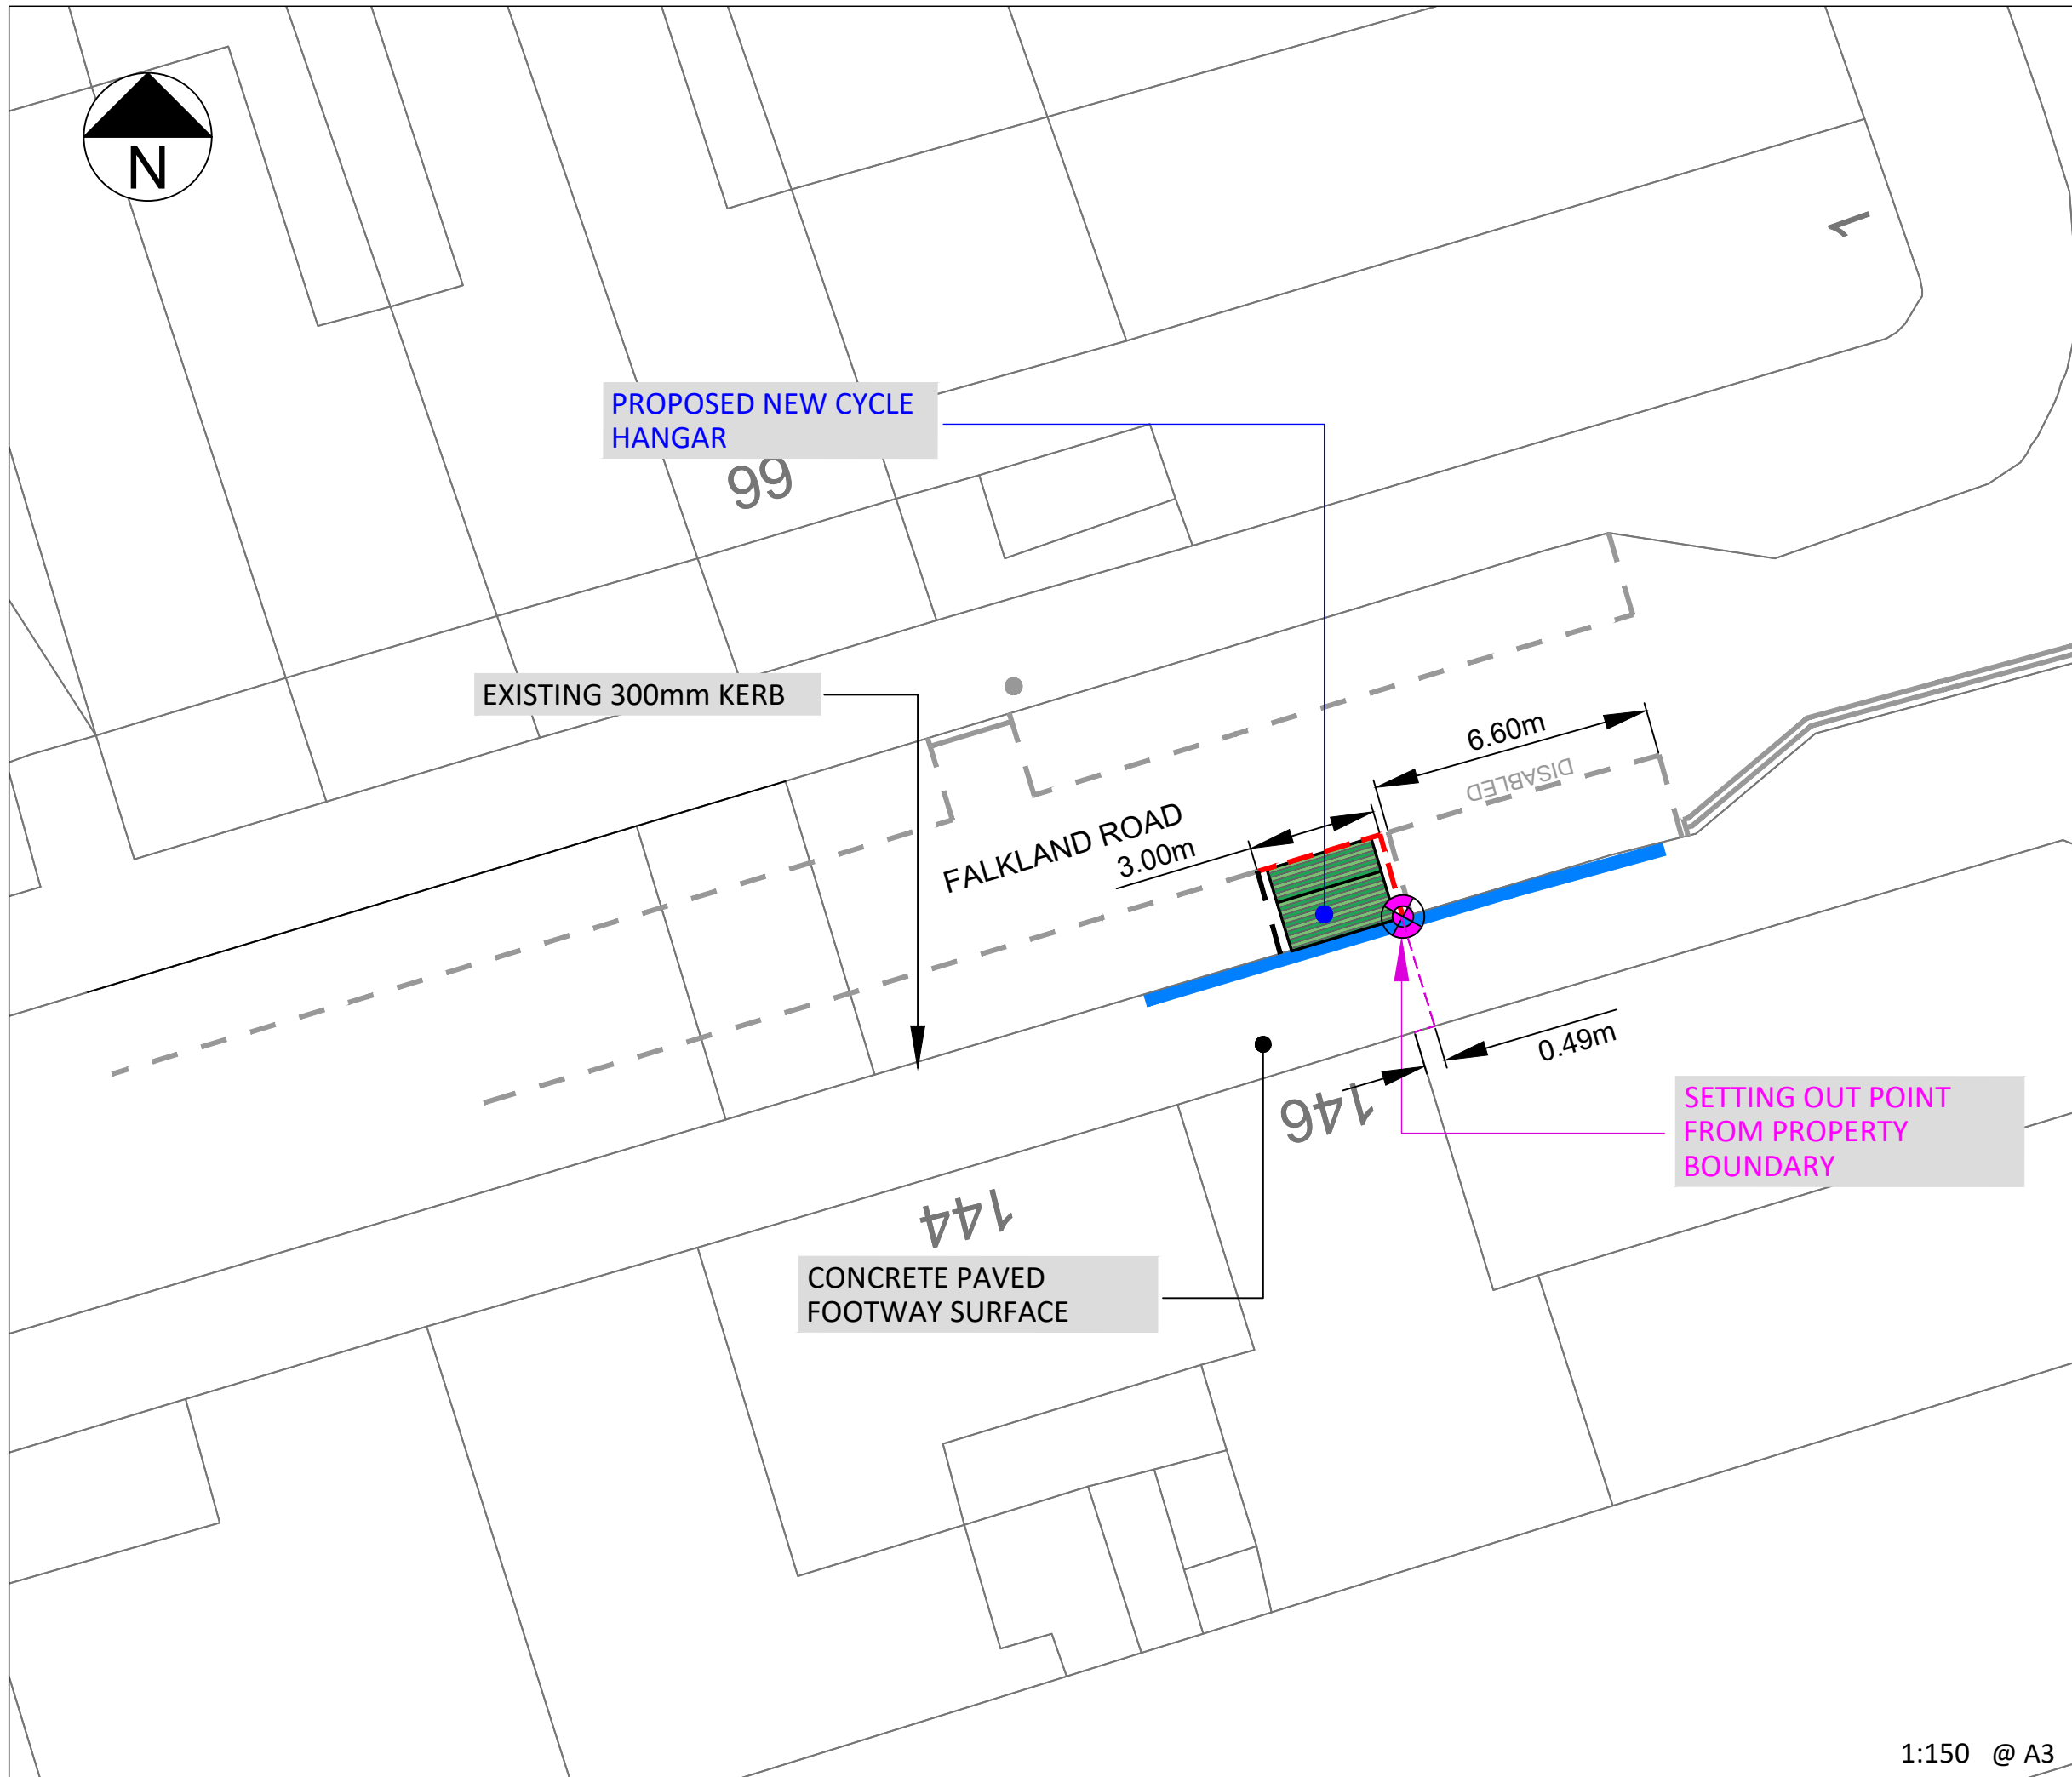 N
1
PROPOSED NEW CYCLE
HANGAR
EXISTING 300mm KERB
6.60m
DISABLED
FALKLAND ROAD
3.00m
0.49m
146
SETTING OUT POINT
FROM PROPERTY
BOUNDARY
144
CONCRETE PAVED
FOOTWAY SURFACE
1:150 @ A3